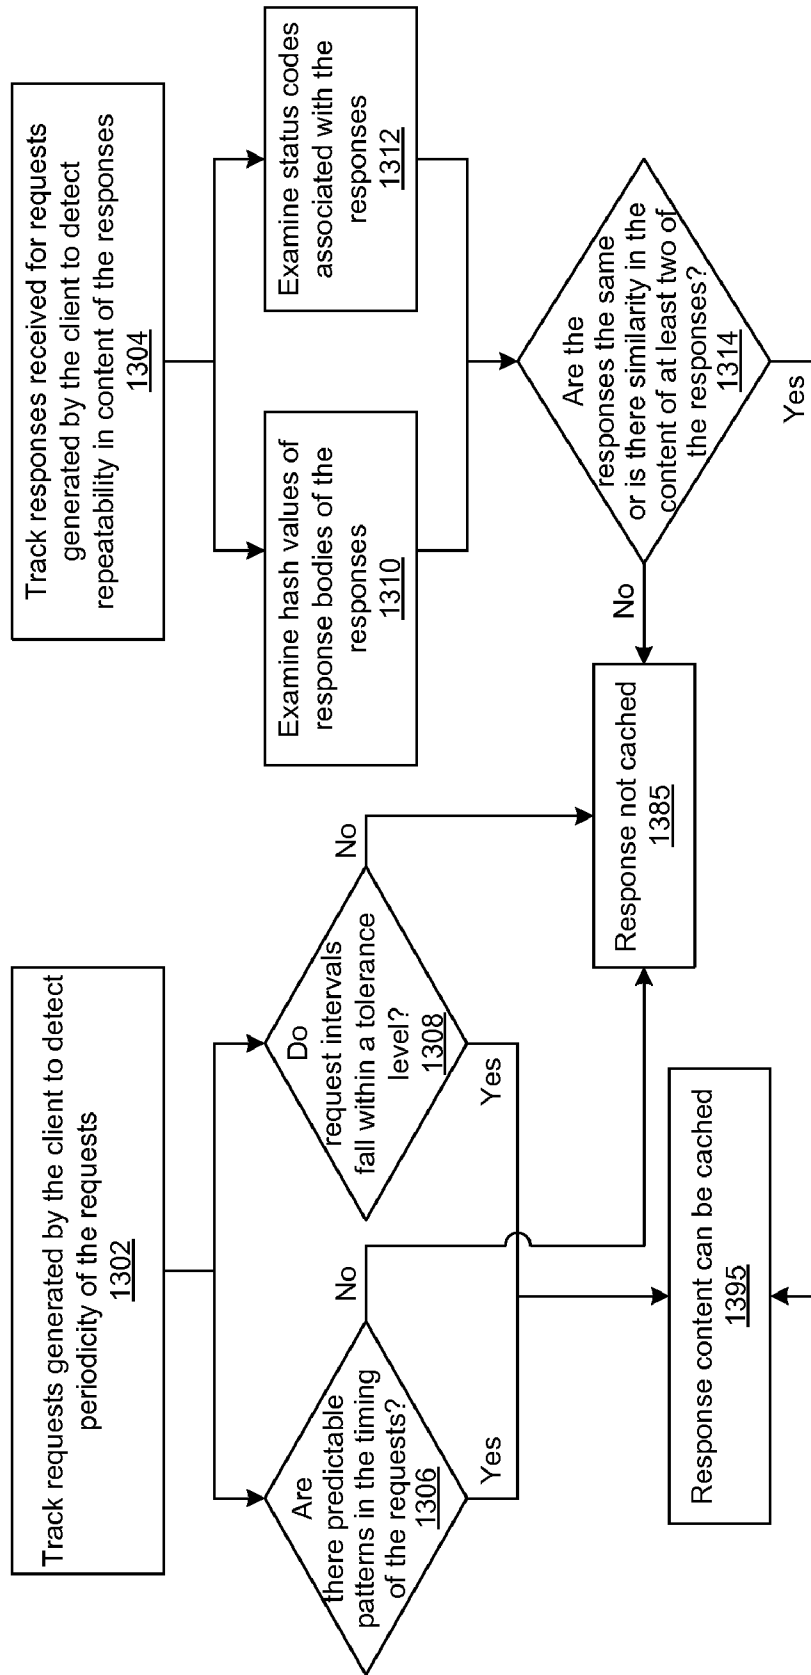 Track requests generated by the client to detect
periodicity of the requests
1302
Are
there predictable
patterns in the timing
of the requests?
1306
No
Yes
Do
request intervals
fall within a tolerance
level?
1308
No
Yes
Response content can be cached
1395
Response not cached
1385
Track responses received for requests
generated by the client to detect
repeatability in content of the responses
1304
Examine hash values of
response bodies of the
responses
1310
Examine status codes
associated with the
responses
1312
Are the
responses the same
or is there similarity in the
content of at least two of
the responses?
1314
No
Yes